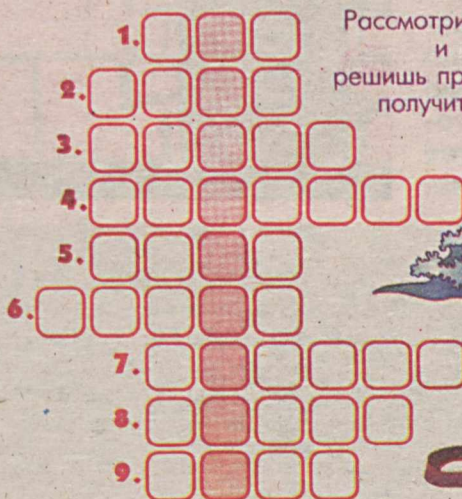 Рассмотри
и
решишь пр
получит
1.
2.
3.
4.
5.
6.
7.
8.
9.